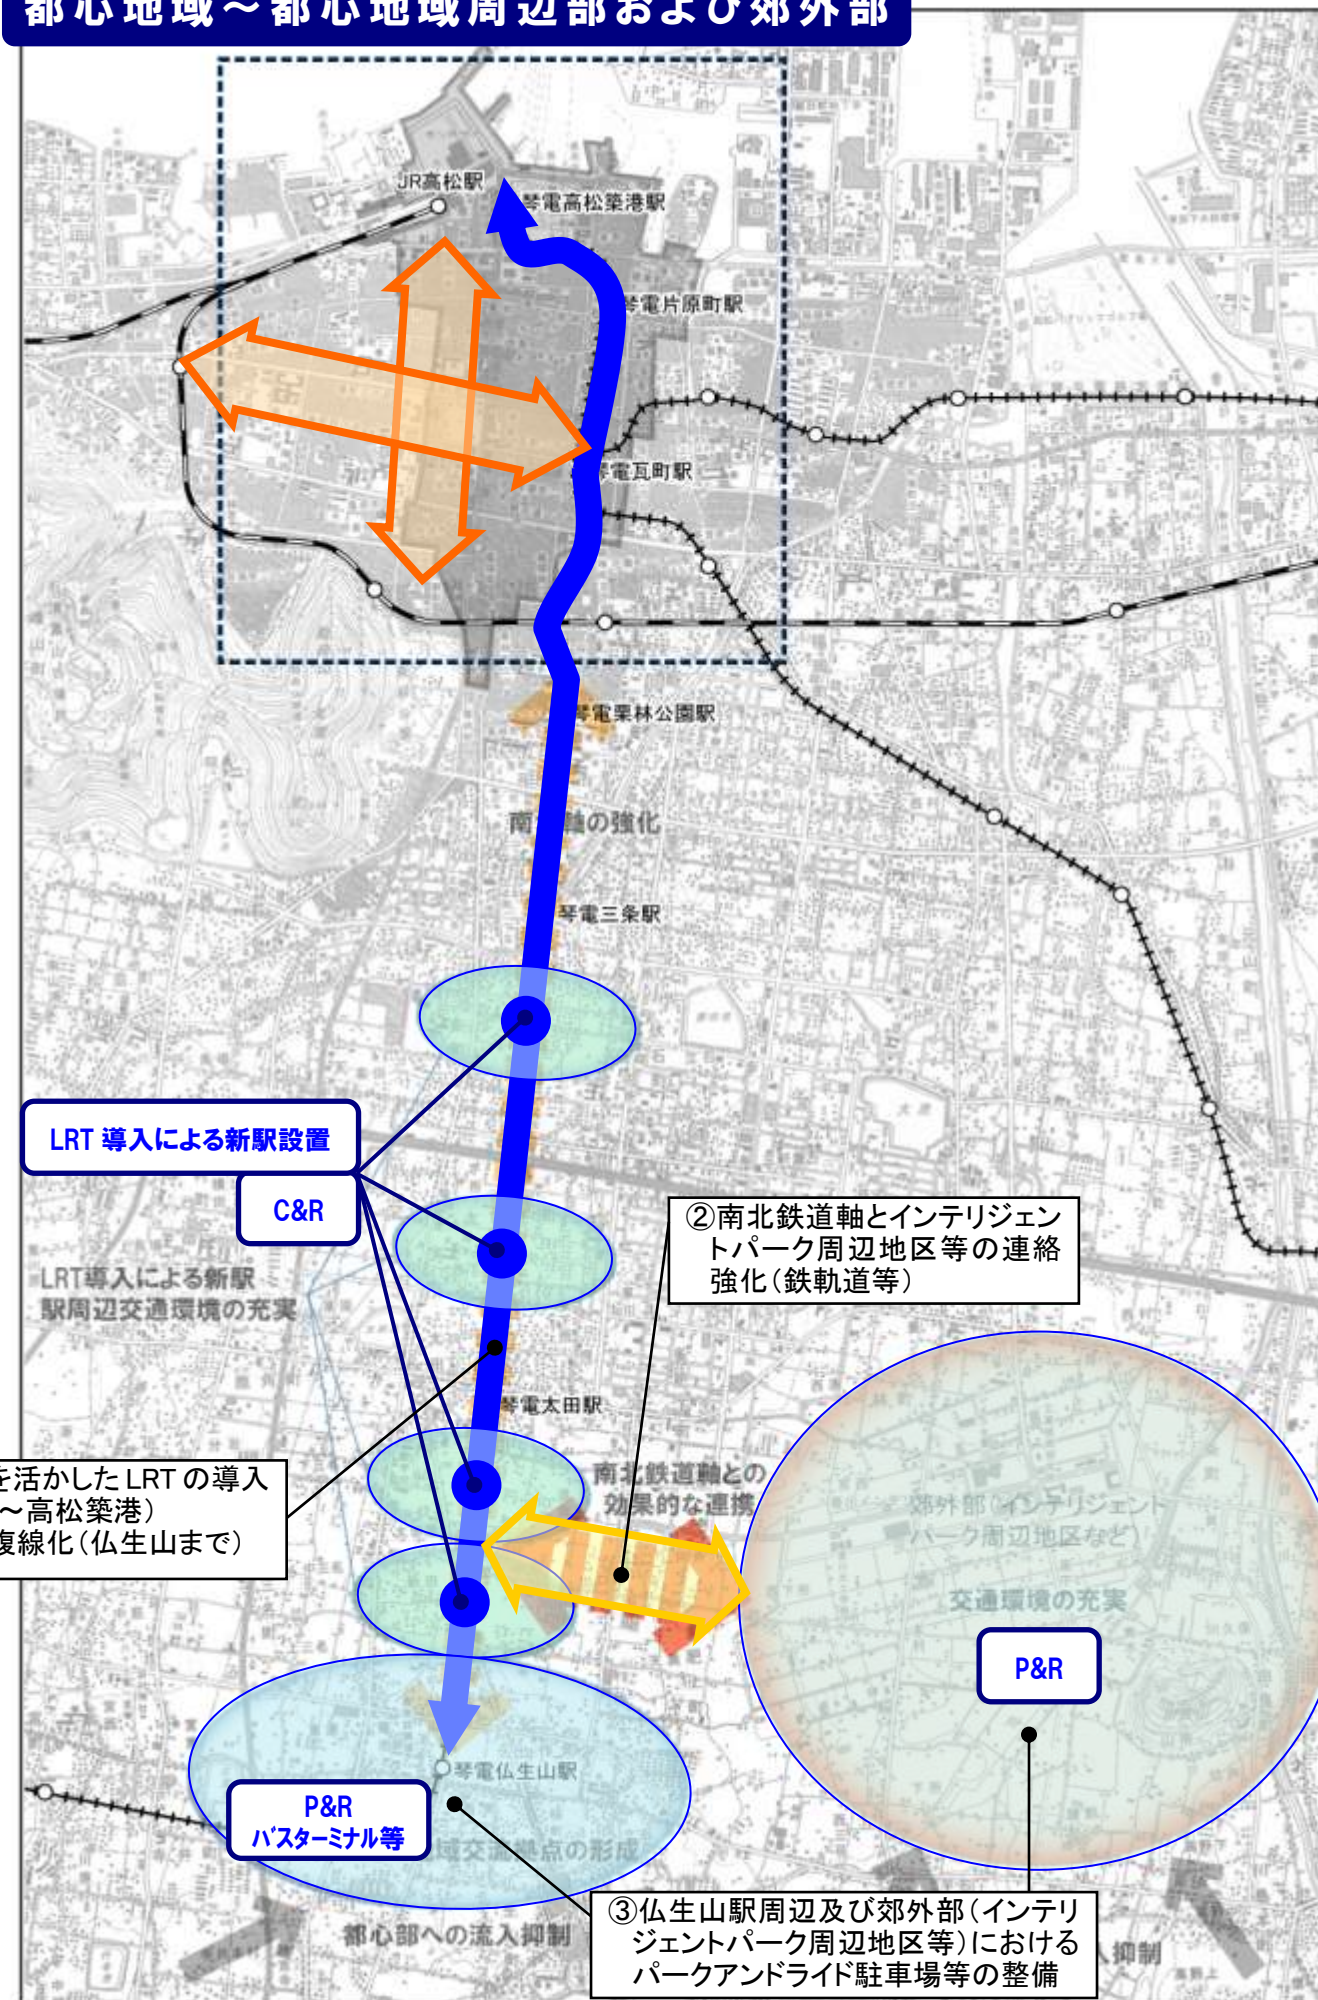 都心地域～都心地域周辺部および郊外部
JR高松駅
琴電高松築港駅
琴電片原町駅
琴電瓦町駅
琴電栗林公園駅
南北軸の強化
琴電三条駅
LRT 導入による新駅設置
C&R
②南北鉄道軸とインテリジェン
トパーク周辺地区等の連絡
強化（鉄軌道等）
LRT導入による新駅
駅周辺交通環境の充実
琴電太田駅
を活かした LRT の導入
～高松築港）
複線化（仏生山まで）
南北鉄道軸との
効果的な連携
郊外部（インテリジェント
パーク周辺地区など）
交通環境の充実
P&R
琴電仏生山駅
P&R
バスターミナル等
域交流拠点の形成
③仏生山駅周辺及び郊外部（インテリ
ジェントパーク周辺地区等）における
パークアンドライド駐車場等の整備
都心部への流入抑制
入抑制